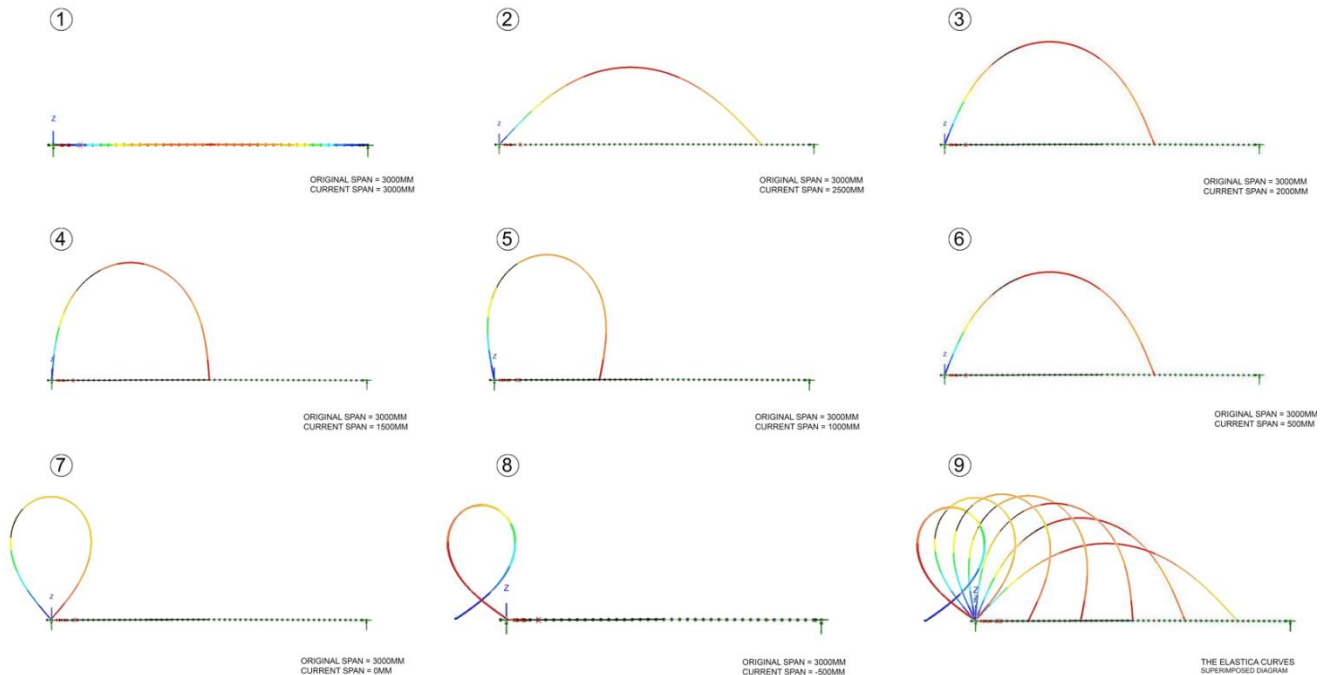 ①
②
③
Z
ORIGINAL SPAN = 3000MM
CURRENT SPAN = 3000MM
Z
ORIGINAL SPAN = 3000MM
CURRENT SPAN = 2500MM
Z
ORIGINAL SPAN = 3000MM
CURRENT SPAN = 2000MM
④
⑤
⑥
Z
ORIGINAL SPAN = 3000MM
CURRENT SPAN = 1500MM
Z
ORIGINAL SPAN = 3000MM
CURRENT SPAN = 1000MM
Z
ORIGINAL SPAN = 3000MM
CURRENT SPAN = 500MM
⑦
⑧
⑨
Z
ORIGINAL SPAN = 3000MM
CURRENT SPAN = 0MM
Z
X
ORIGINAL SPAN = 3000MM
CURRENT SPAN = -500MM
Z
THE ELASTICA CURVES
SUPERIMPOSED DIAGRAM